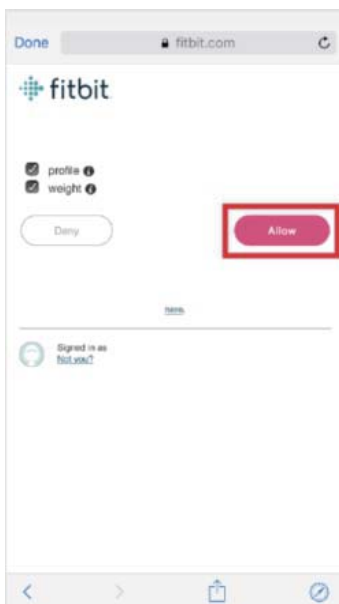 Done fitbit.com
fitbit
profile
weight
Deny Allow
here.
Signed in as
Not you?